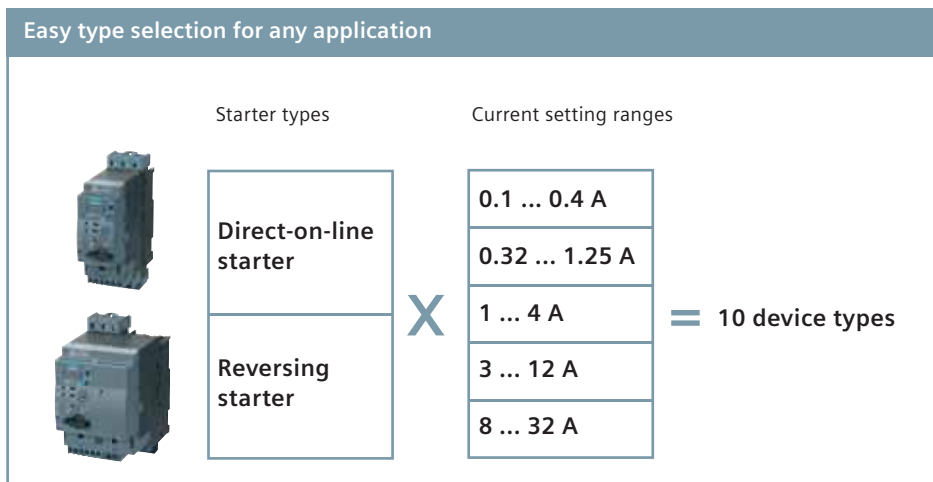 Easy type selection for any application
Starter types
Current setting ranges
Direct-on-line
starter
Reversing
starter
X
0.1 ... 0.4 A
0.32 ... 1.25 A
1 ... 4 A
3 ... 12 A
8 ... 32 A
= 10 device types